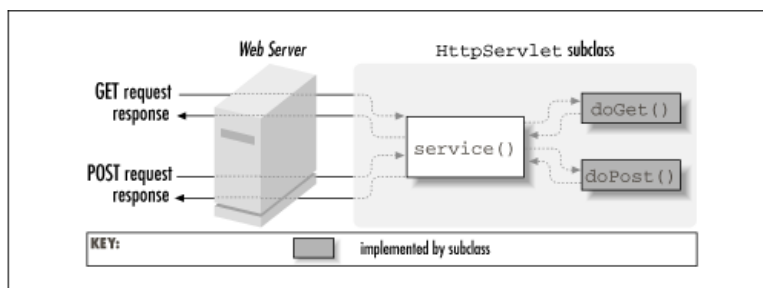 Web Server
HttpServlet subclass
GET request
response
doGet()
service()
POST request
response
doPost()
KEY:
implemented by subclass